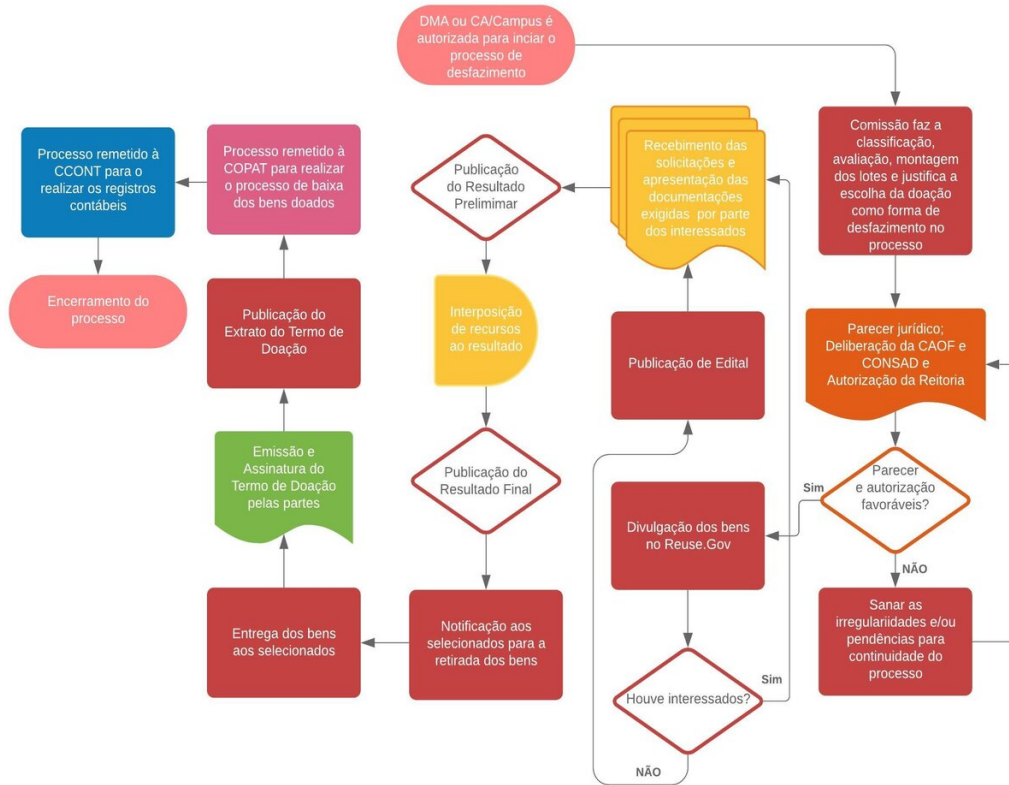 DMA ou CA/Campus é
autorizada para inciar o
processo de
desfazimento
Comissão faz a
classificação,
avaliação, montagem
dos lotes e justifica a
escolha da doação
como forma de
desfazimento no
processo
Parecer jurídico;
Deliberação da CAOF e
CONSAD e
Autorização da Reitoria
Parecer
e autorização
favoráveis?
Sim
NÃO
Sanar as
irregulariidades e/ou
pendências para
continuidade do
processo
Divulgação dos bens
no Reuse.Gov
Houve interessados?
Sim
NÃO
Publicação de Edital
Recebimento das
solicitações e
apresentação das
documentações
exigidas por parte
dos interessados
Publicação
do Resultado
Prelimimar
Interposição
de recursos
ao resultado
Publicação do
Resultado Final
Notificação aos
selecionados para a
retirada dos bens
Entrega dos bens
aos selecionados
Emissão e
Assinatura do
Termo de Doação
pelas partes
Publicação do
Extrato do Termo de
Doação
Processo remetido à
COPAT para realizar
o processo de baixa
dos bens doados
Processo remetido à
CCONT para o
realizar os registros
contábeis
Encerramento do
processo